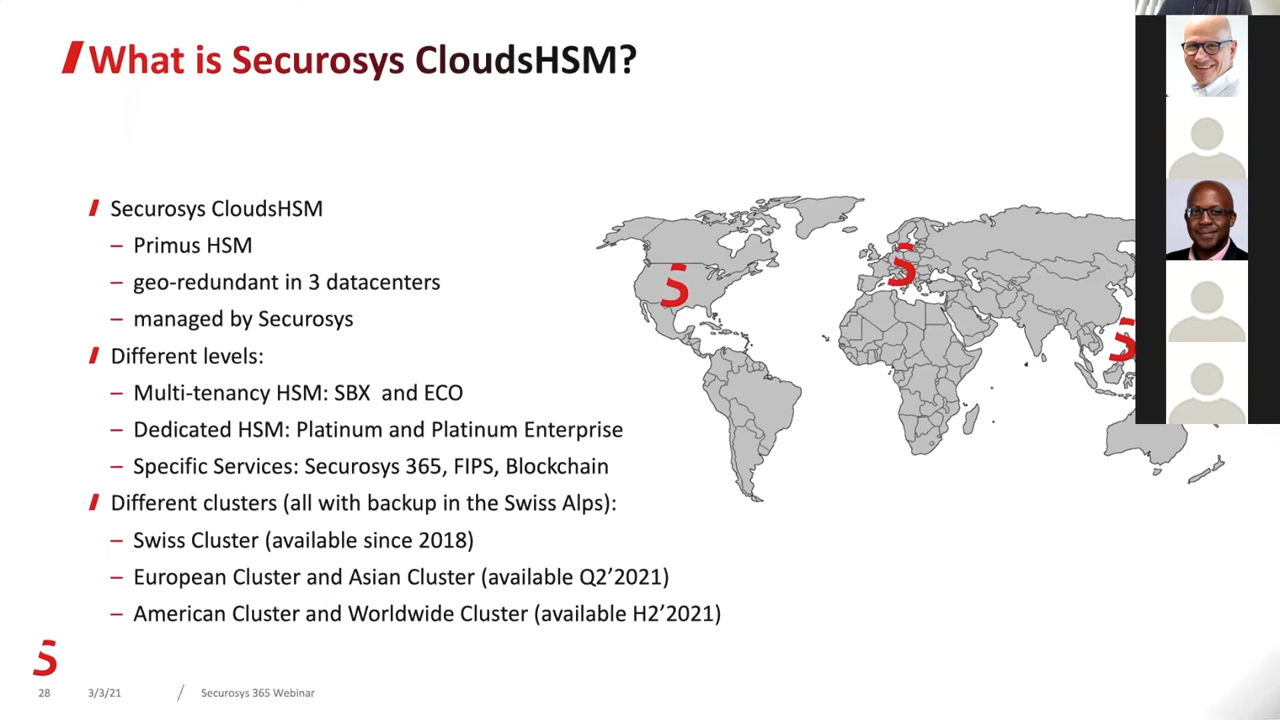 What is Securosys CloudsHSM?
Securosys CloudsHSM
– Primus HSM
– geo-redundant in 3 datacenters
– managed by Securosys
Different levels:
– Multi-tenancy HSM: SBX and ECO
– Dedicated HSM: Platinum and Platinum Enterprise
– Specific Services: Securosys 365, FIPS, Blockchain
Different clusters (all with backup in the Swiss Alps):
– Swiss Cluster (available since 2018)
– European Cluster and Asian Cluster (available Q2’2021)
– American Cluster and Worldwide Cluster (available H2’2021)
28 3/3/21 / Securosys 365 Webinar